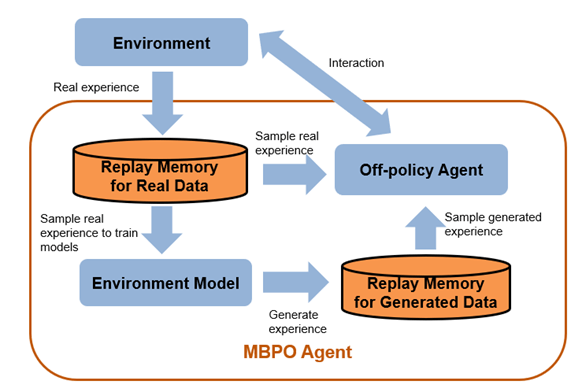 Environment
Interaction
Real experience
Sample real
experience
Replay Memory
for Real Data
Off-policy Agent
Sample real
experience to train
models
Sample generated
experience
Environment Model
Replay Memory
for Generated Data
Generate
experience
MBPO Agent